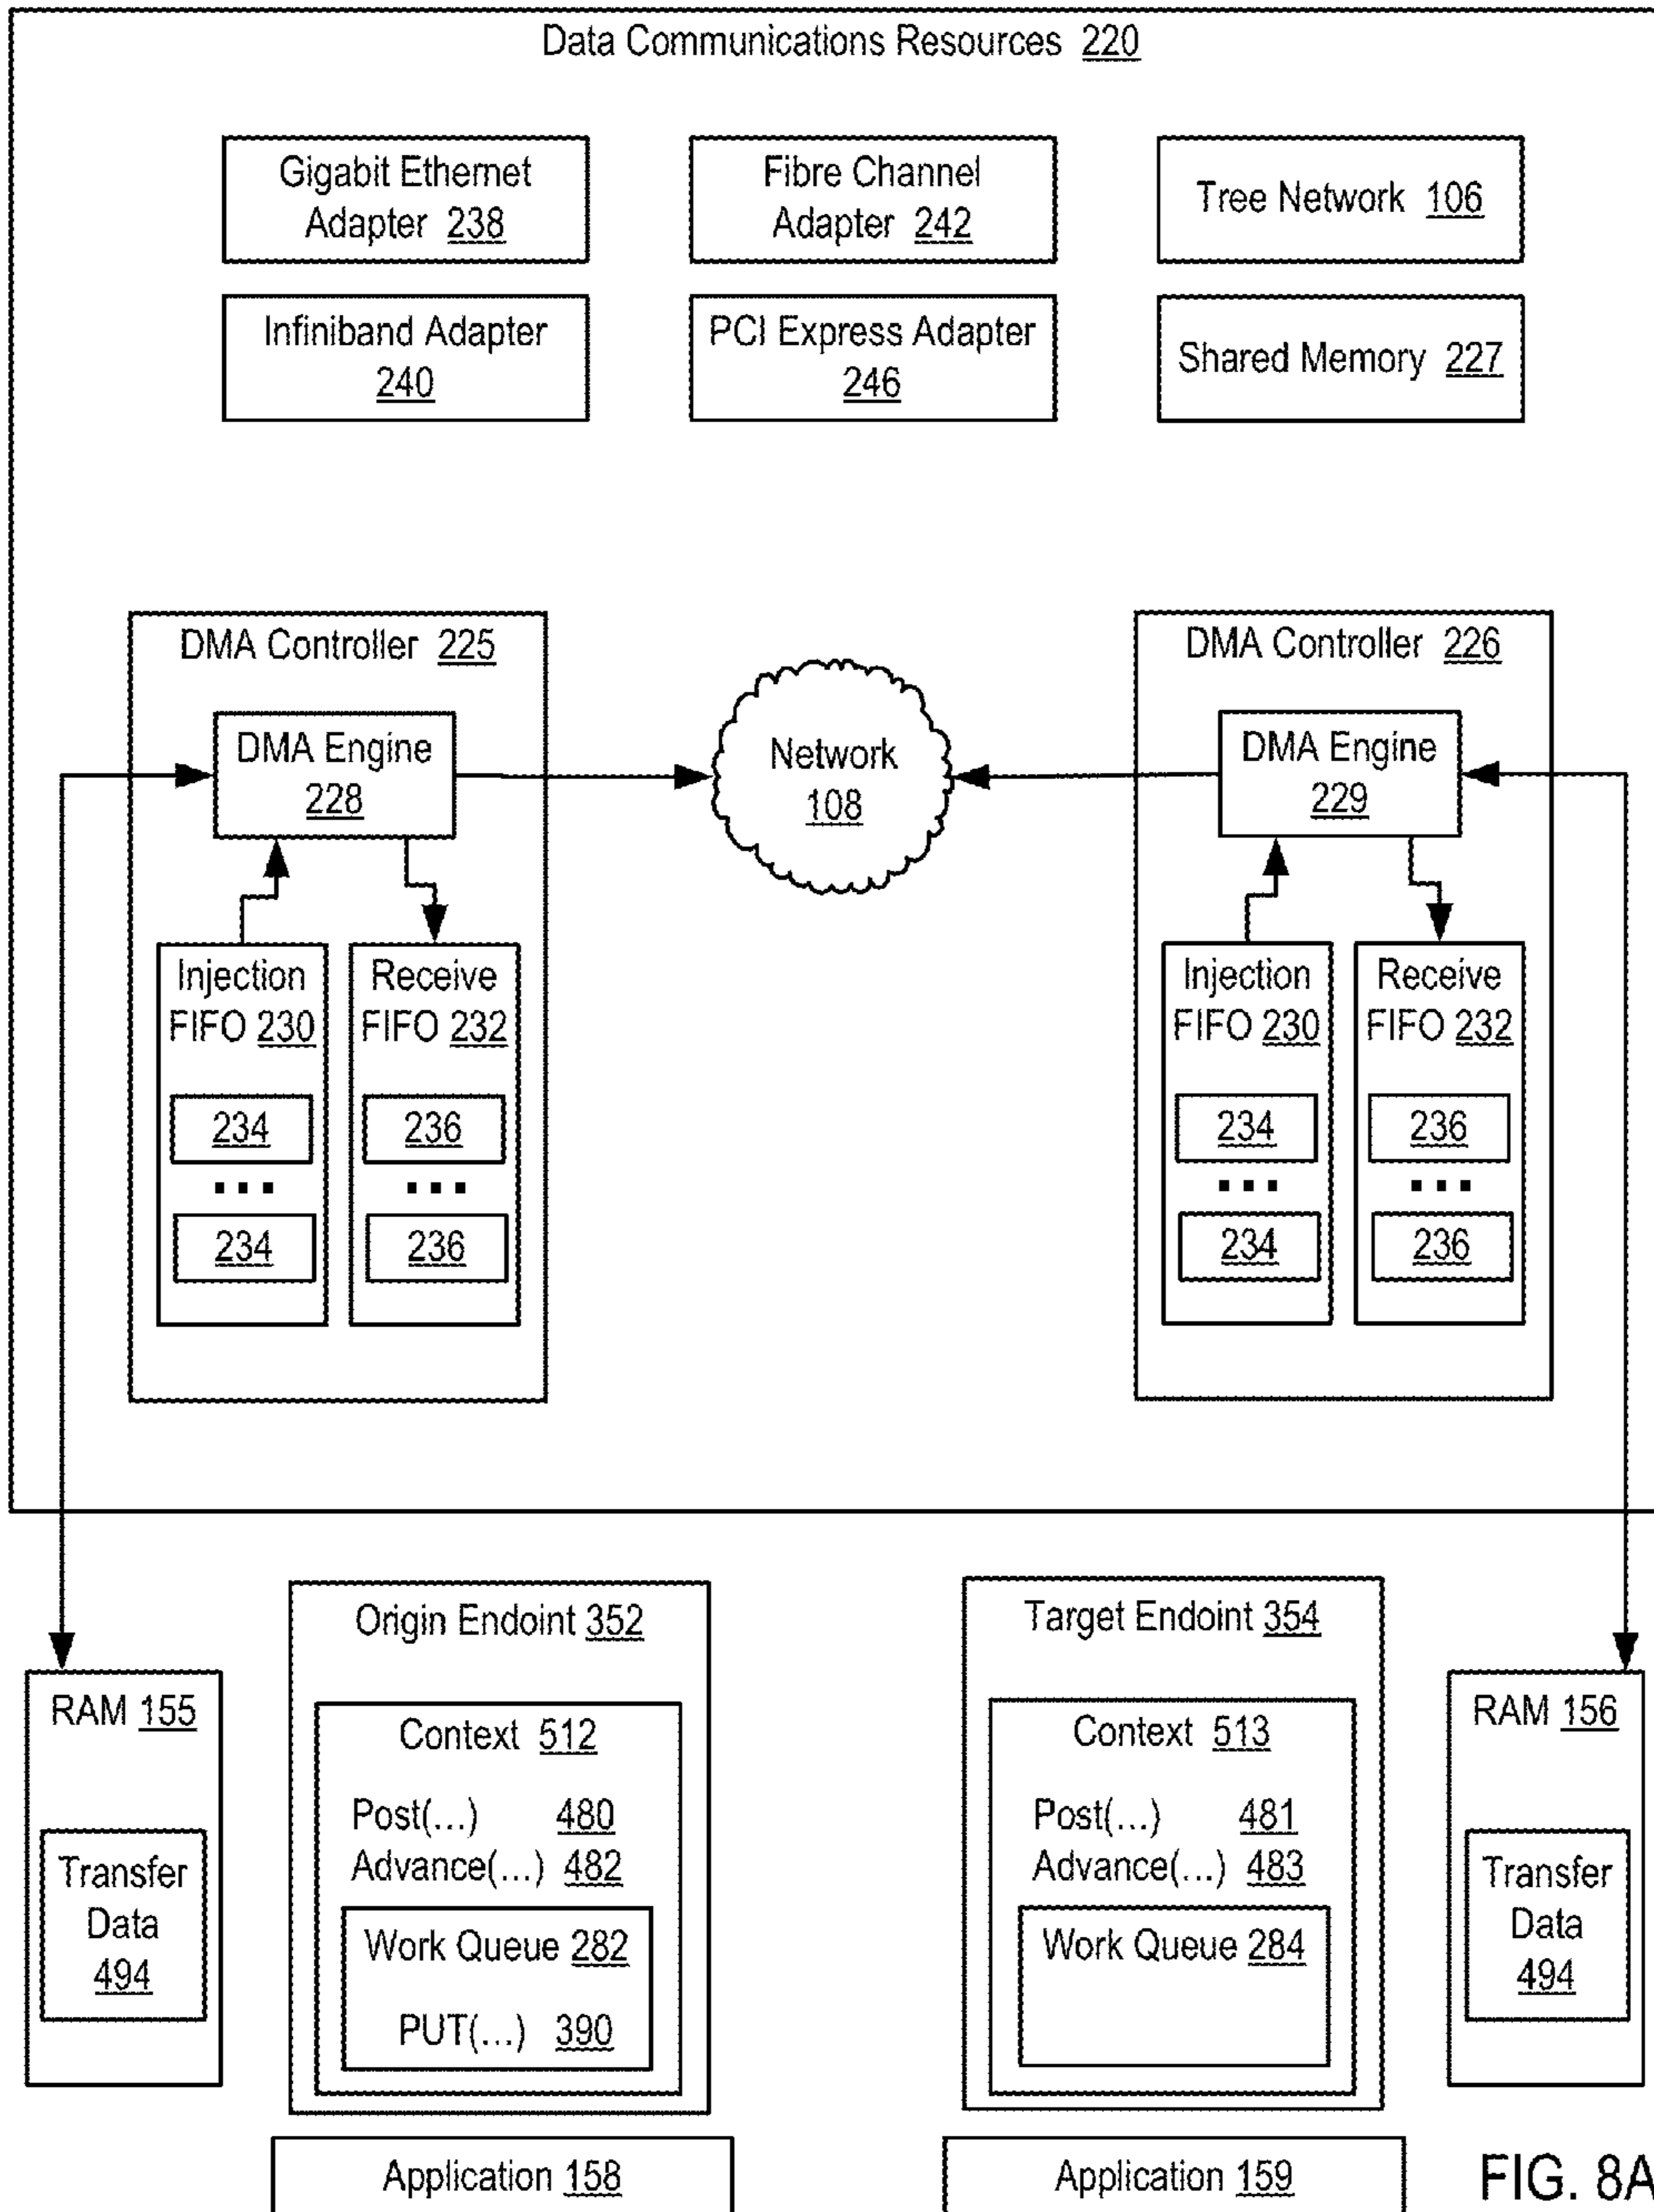 Data Communications Resources 220
Gigabit Ethernet
Adapter 238
Fibre Channel
Adapter 242
Tree Network 106
Infiniband Adapter
240
PCI Express Adapter
246
Shared Memory 227
DMA Controller 225
DMA Engine
228
Injection
FIFO 230
234
...
234
Receive
FIFO 232
236
...
236
Network
108
DMA Controller 226
DMA Engine
229
Injection
FIFO 230
234
...
234
Receive
FIFO 232
236
...
236
RAM 155
Transfer
Data
494
Origin Endoint 352
Context 512
Post(...) 480
Advance(...) 482
Work Queue 282
PUT(...) 390
Target Endoint 354
Context 513
Post(...) 481
Advance(...) 483
Work Queue 284
RAM 156
Transfer
Data
494
Application 158
Application 159
FIG. 8A